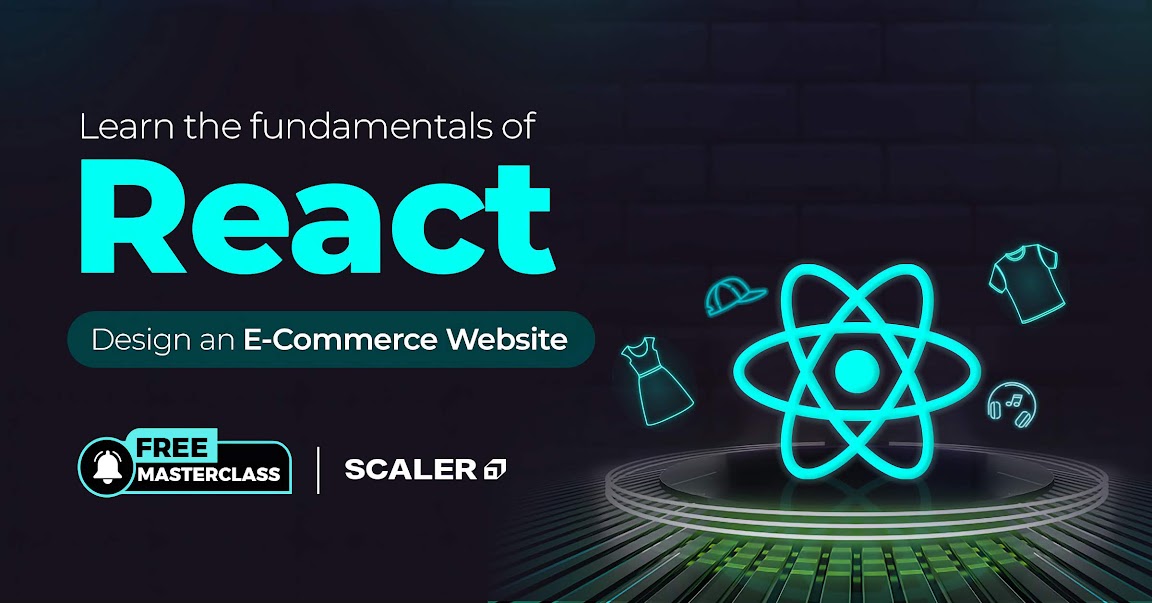 Learn the fundamentals of
React
Design an E-Commerce Website
FREE
MASTERCLASS
SCALER